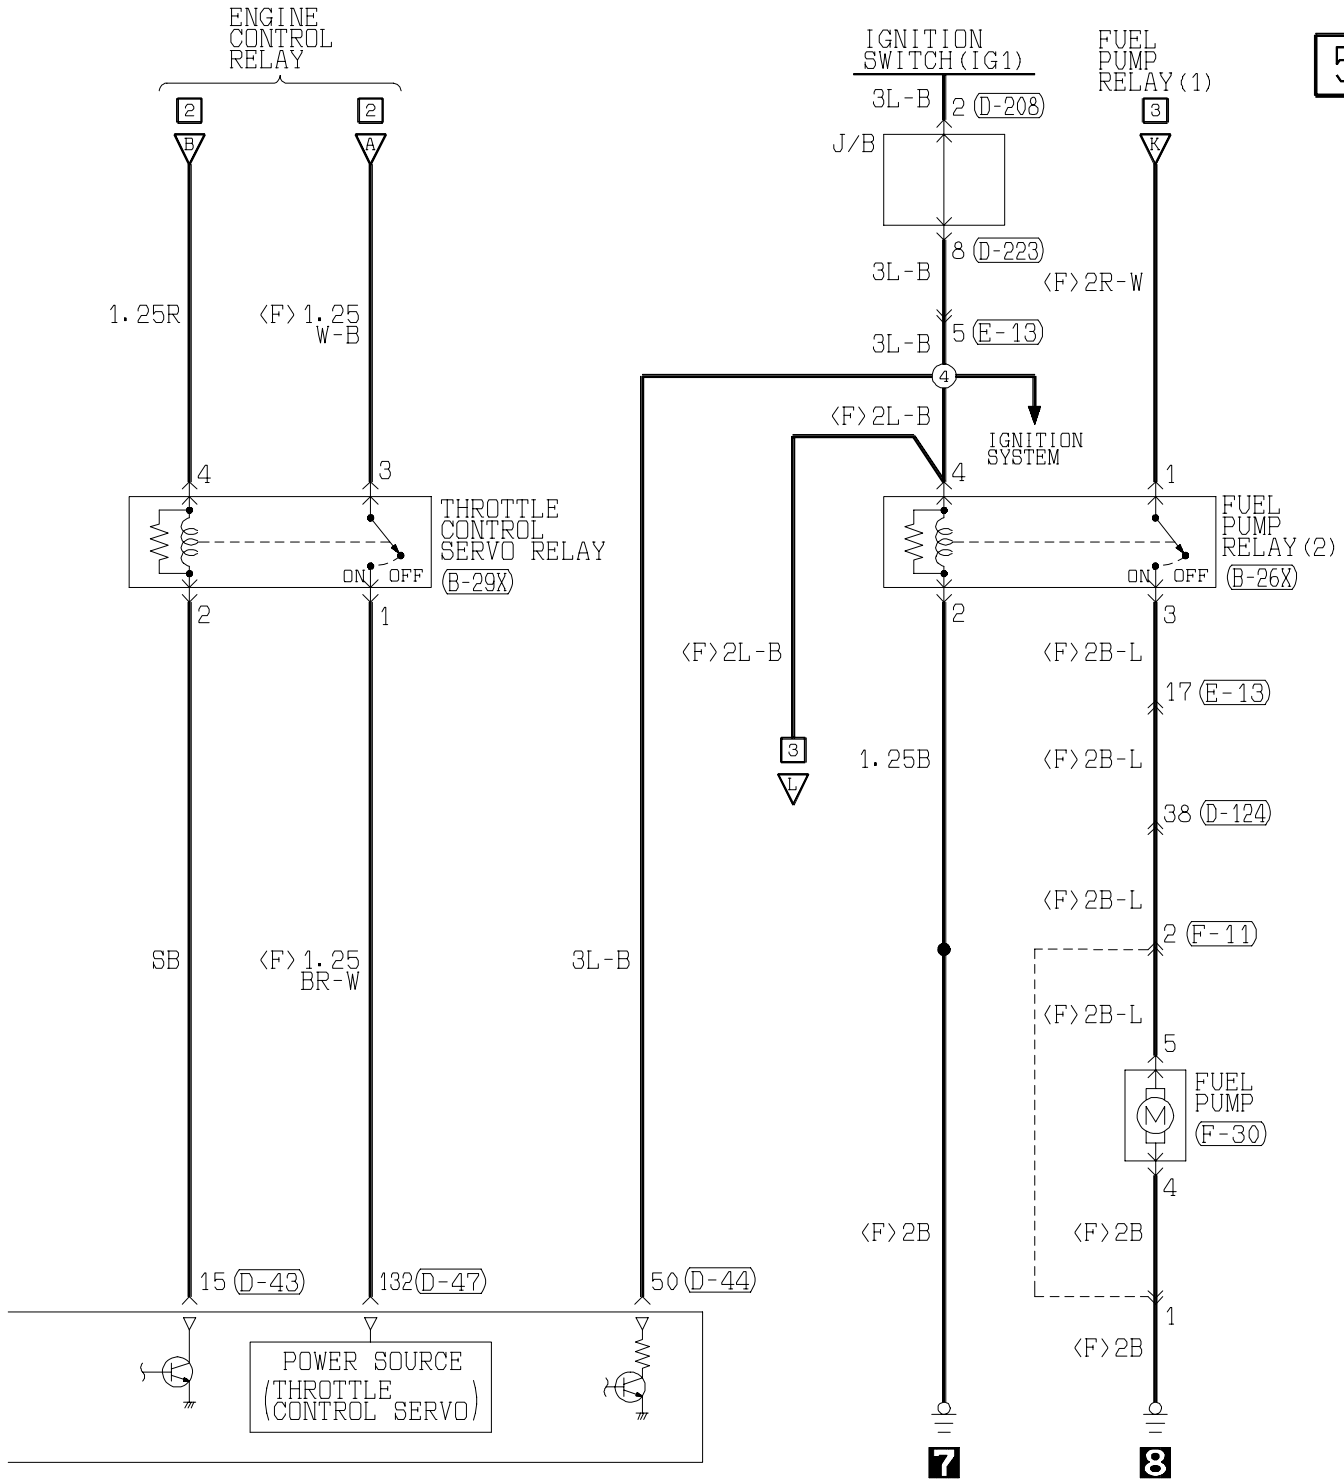 ENGINE
CONTROL
RELAY
IGNITION
SWITCH(IG1)
FUEL
PUMP
RELAY(1)
2
2
3L-B
2 (D-208)
3
B
A
J/B
K
8 (D-223)
3L-B
<F>2R-W
1.25R
<F>1.25
W-B
5 (E-13)
3L-B
4
<F>2L-B
IGNITION
SYSTEM
4
3
4
1
THROTTLE
CONTROL
SERVO RELAY
(B-29X)
FUEL
PUMP
RELAY(2)
(B-26X)
ON OFF
ON OFF
2
1
2
3
<F>2L-B
<F>2B-L
17 (E-13)
3
L
1.25B
<F>2B-L
38 (D-124)
<F>2B-L
2 (F-11)
SB
<F>1.25
BR-W
3L-B
<F>2B-L
5
FUEL
PUMP
M
(F-30)
4
<F>2B
<F>2B
15 (D-43)
132(D-47)
50 (D-44)
1
<F>2B
POWER SOURCE
(THROTTLE
CONTROL SERVO)
7
8